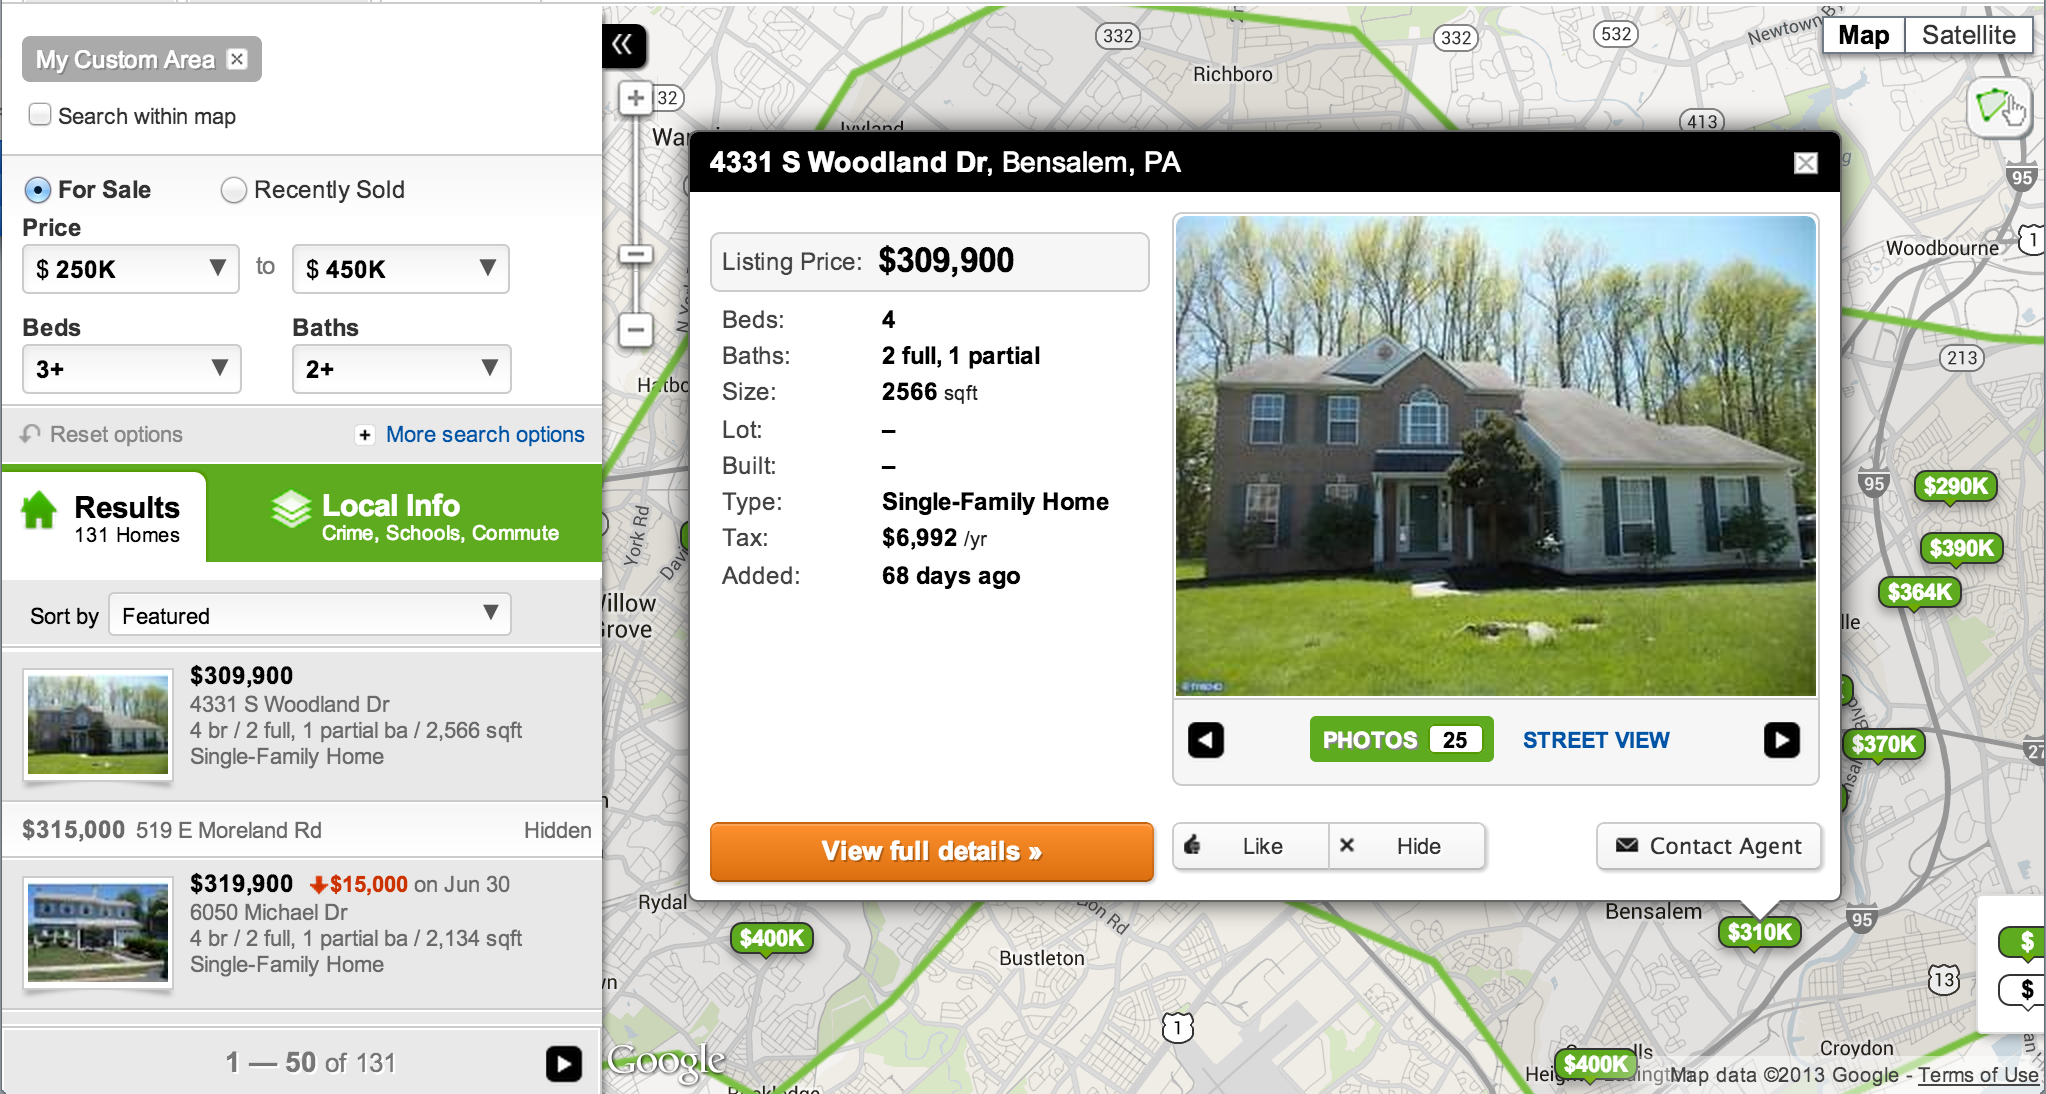 My Custom Area
Search within map
For Sale
Recently Sold
Price
$ 250K
to
$ 450K
Beds
Baths
3+
2+
Reset options
More search options
Results
131 Homes
Local Info
Crime, Schools, Commute
Sort by
Featured
$309,900
4331 S Woodland Dr
4 br / 2 full, 1 partial ba / 2,566 sqft
Single-Family Home
$315,000 519 E Moreland Rd
Hidden
$319,900 $15,000 on Jun 30
6050 Michael Dr
4 br / 2 full, 1 partial ba / 2,134 sqft
Single-Family Home
1 — 50 of 131
332
332
532
Newtown
Map
Satellite
Richboro
32
413
Ivyland
95
4331 S Woodland Dr, Bensalem, PA
Listing Price: $309,900
Beds: 4
Baths: 2 full, 1 partial
Size: 2566 sqft
Lot: –
Built: –
Type: Single-Family Home
Tax: $6,992 /yr
Added: 68 days ago
PHOTOS 25
STREET VIEW
View full details »
Like
Hide
Contact Agent
Woodbourne
1
213
95
$290K
$390K
$364K
$370K
York Rd
Rydal
$400K
Bustleton
Bensalem
$310K
95
13
$
$
1
$400K
Croydon
Google
Map data ©2013 Google - Terms of Use